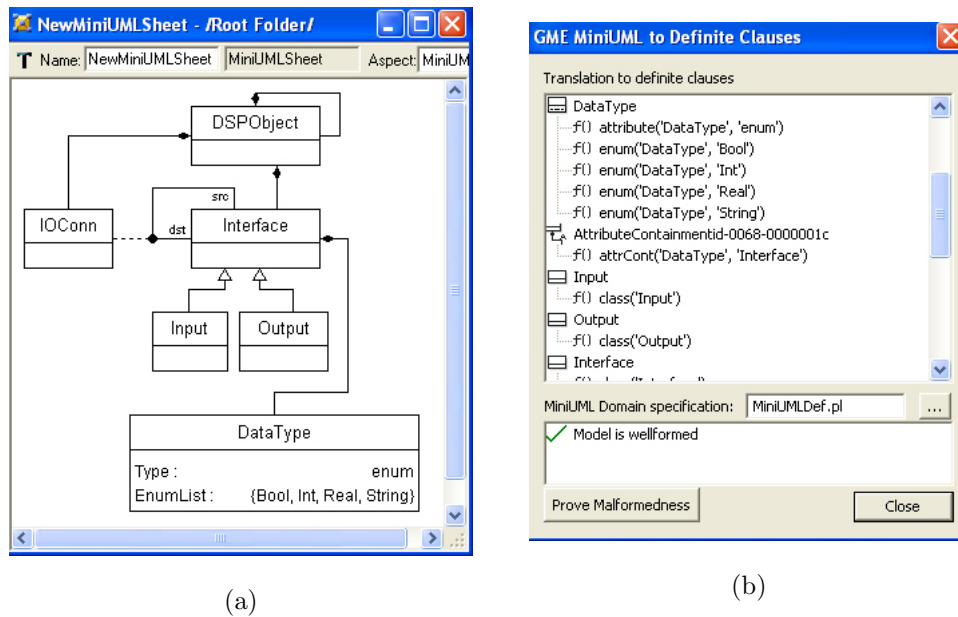 NewMiniUMLSheet - /Root Folder/
Name: NewMiniUMLSheet MiniUMLSheet Aspect: MiniUM
DSPObject
src
IOConn
dst
Interface
Input
Output
DataType
Type : enum
EnumList : {Bool, Int, Real, String}
(a)
GME MiniUML to Definite Clauses
Translation to definite clauses
DataType
f() attribute('DataType', 'enum')
f() enum('DataType', 'Bool')
f() enum('DataType', 'Int')
f() enum('DataType', 'Real')
f() enum('DataType', 'String')
AttributeContainmentid-0068-0000001c
f() attrCont('DataType', 'Interface')
Input
f() class('Input')
Output
f() class('Output')
Interface
MiniUML Domain specification: MiniUMLDef.pl ...
Model is wellformed
Prove Malformedness Close
(b)